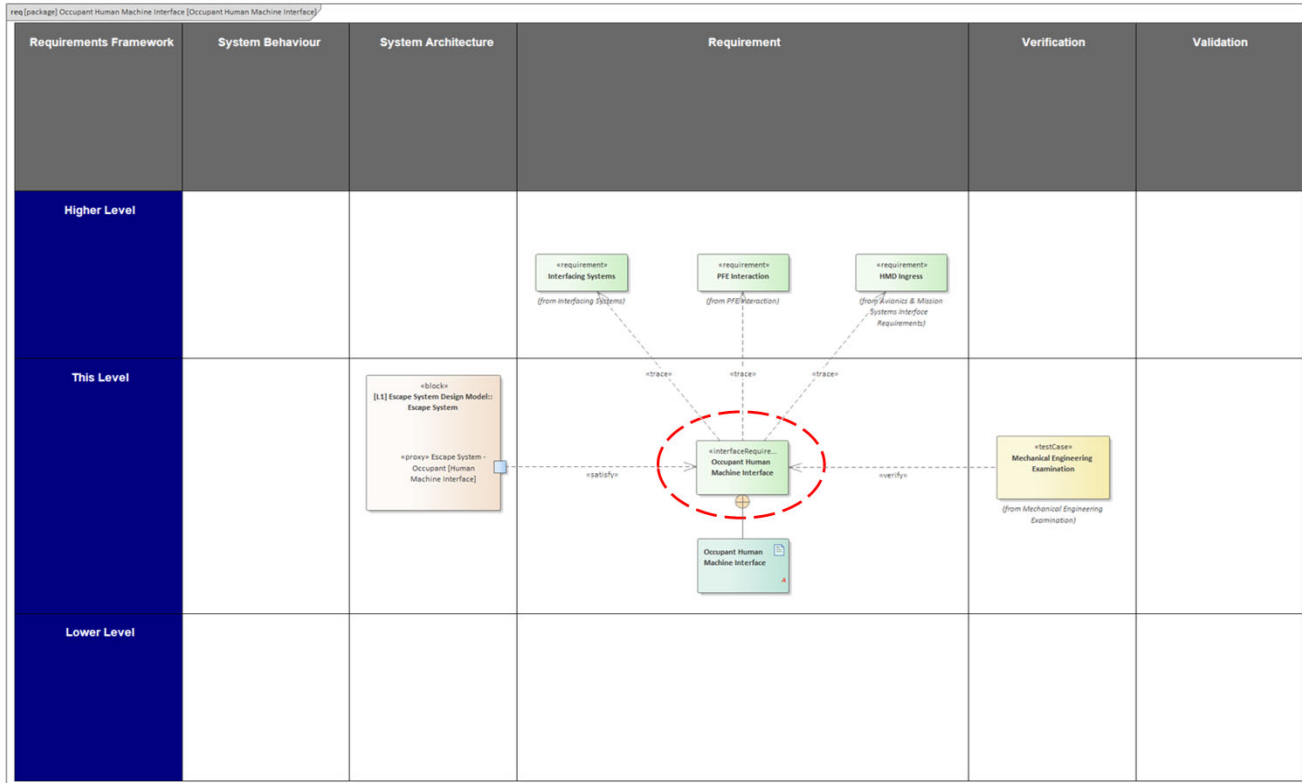 req [package] Occupant Human Machine Interface [Occupant Human Machine Interface]
Requirements Framework
System Behaviour
System Architecture
Requirement
Verification
Validation
Higher Level
«requirement»
Interfacing Systems
(from Interfacing Systems)
«requirement»
PFE Interaction
(from PFE Interaction)
«requirement»
HMD Ingress
(from Avionics & Mission
Systems Interface
Requirements)
This Level
«trace»
«trace»
«trace»
«block»
[L1] Escape System Design Model::
Escape System
«proxy» Escape System -
Occupant [Human
Machine Interface]
«satisfy»
«interfaceRequire...
Occupant Human
Machine Interface
«verify»
«testCase»
Mechanical Engineering
Examination
(from Mechanical Engineering
Examination)
Occupant Human
Machine Interface
A
Lower Level